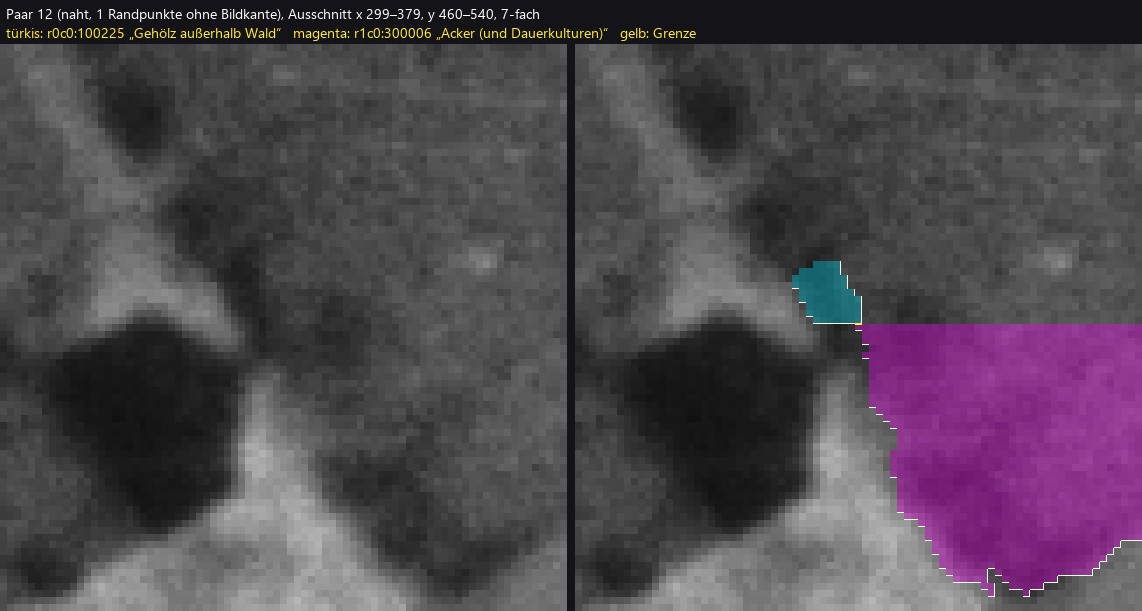 Paar 12 (naht, 1 Randpunkte ohne Bildkante), Ausschnitt x 299–379, y 460–540, 7-fach
türkis: r0c0:100225 „Gehölz außerhalb Wald“ magenta: r1c0:300006 „Acker (und Dauerkulturen)“ gelb: Grenze